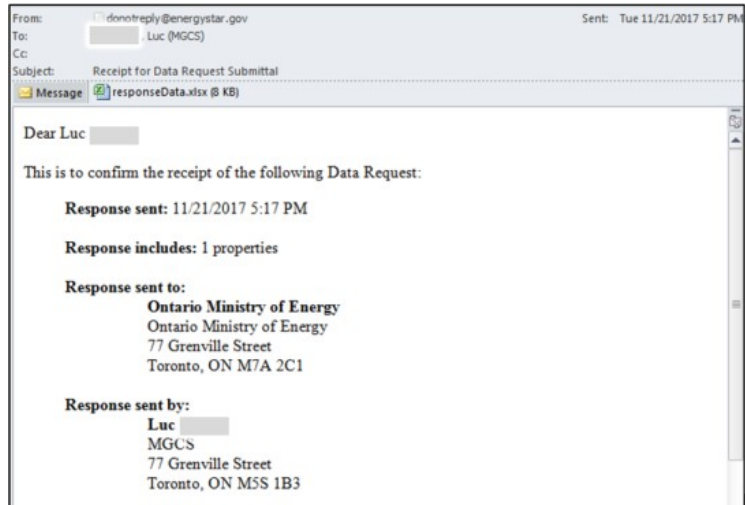 From: donotreply@energystar.gov Sent: Tue 11/21/2017 5:17 PM
To: , Luc (MGCS)
Cc:
Subject: Receipt for Data Request Submittal
Message responseData.xlsx (8 KB)
Dear Luc
This is to confirm the receipt of the following Data Request:
Response sent: 11/21/2017 5:17 PM
Response includes: 1 properties
Response sent to:
Ontario Ministry of Energy
Ontario Ministry of Energy
77 Grenville Street
Toronto, ON M7A 2C1
Response sent by:
Luc
MGCS
77 Grenville Street
Toronto, ON M5S 1B3